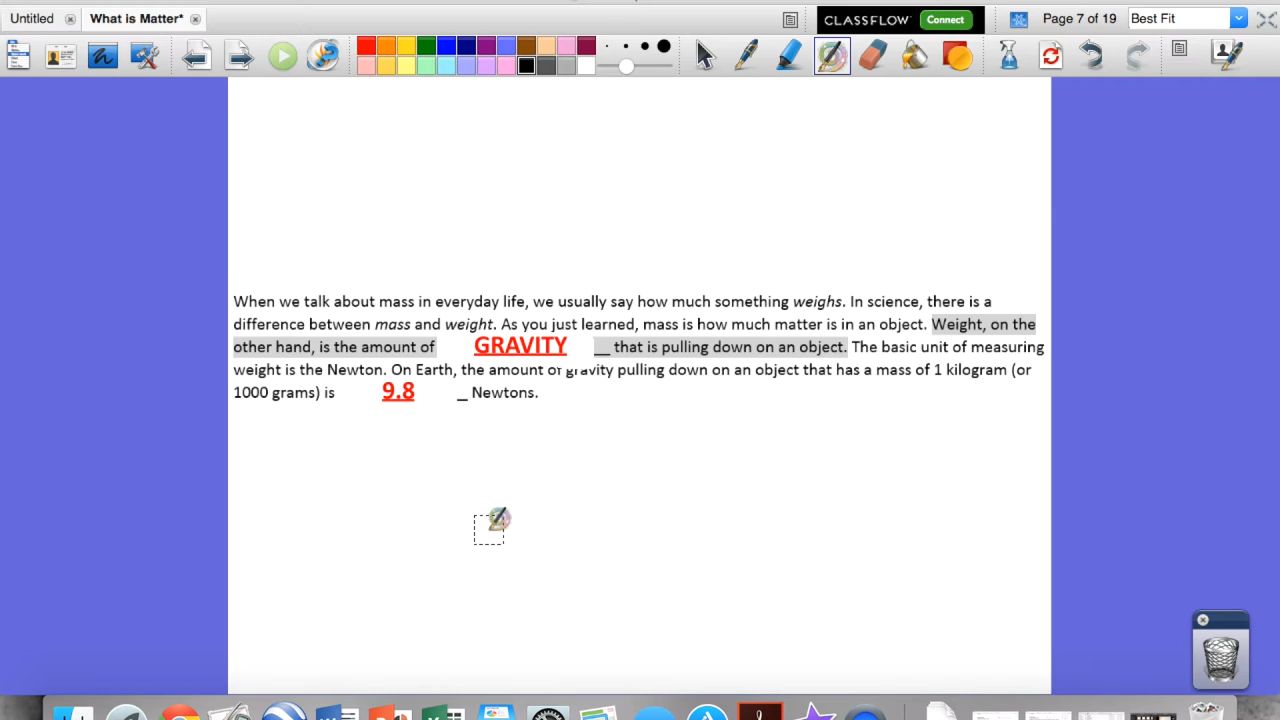 Untitled
What is Matter*
CLASSFLOW Connect
Page 7 of 19
Best Fit
When we talk about mass in everyday life, we usually say how much something weighs. In science, there is a
difference between mass and weight. As you just learned, mass is how much matter is in an object. Weight, on the
other hand, is the amount of GRAVITY __ that is pulling down on an object. The basic unit of measuring
weight is the Newton. On Earth, the amount of gravity pulling down on an object that has a mass of 1 kilogram (or
1000 grams) is 9.8 _ Newtons.